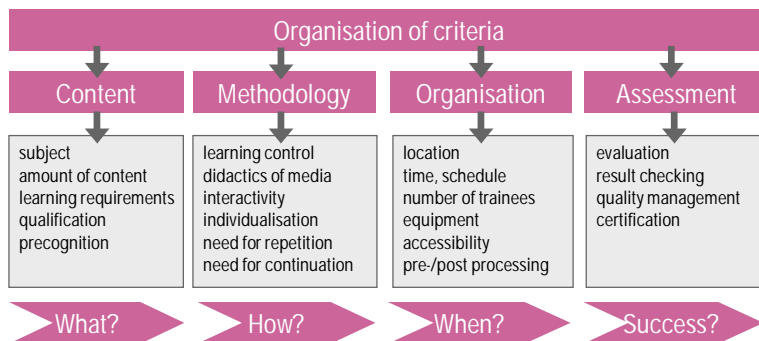 Organisation of criteria
Content
Methodology
Organisation
Assessment
subject
amount of content
learning requirements
qualification
precognition
learning control
didactics of media
interactivity
individualisation
need for repetition
need for continuation
location
time, schedule
number of trainees
equipment
accessibility
pre-/post processing
evaluation
result checking
quality management
certification
What?
How?
When?
Success?